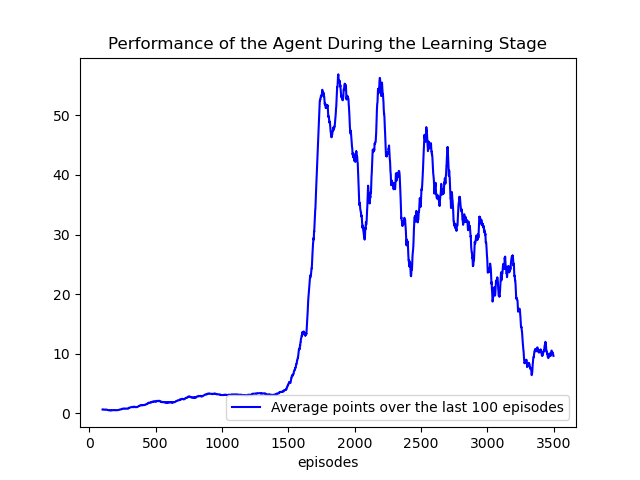 Performance of the Agent During the Learning Stage
50
40
30
20
10
0
Average points over the last 100 episodes
0 500 1000 1500 2000 2500 3000 3500
episodes